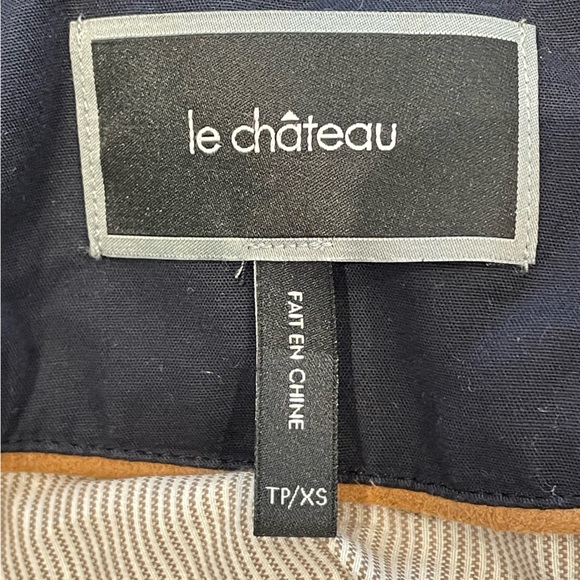 le château
FAIT EN CHINE
TP/XS